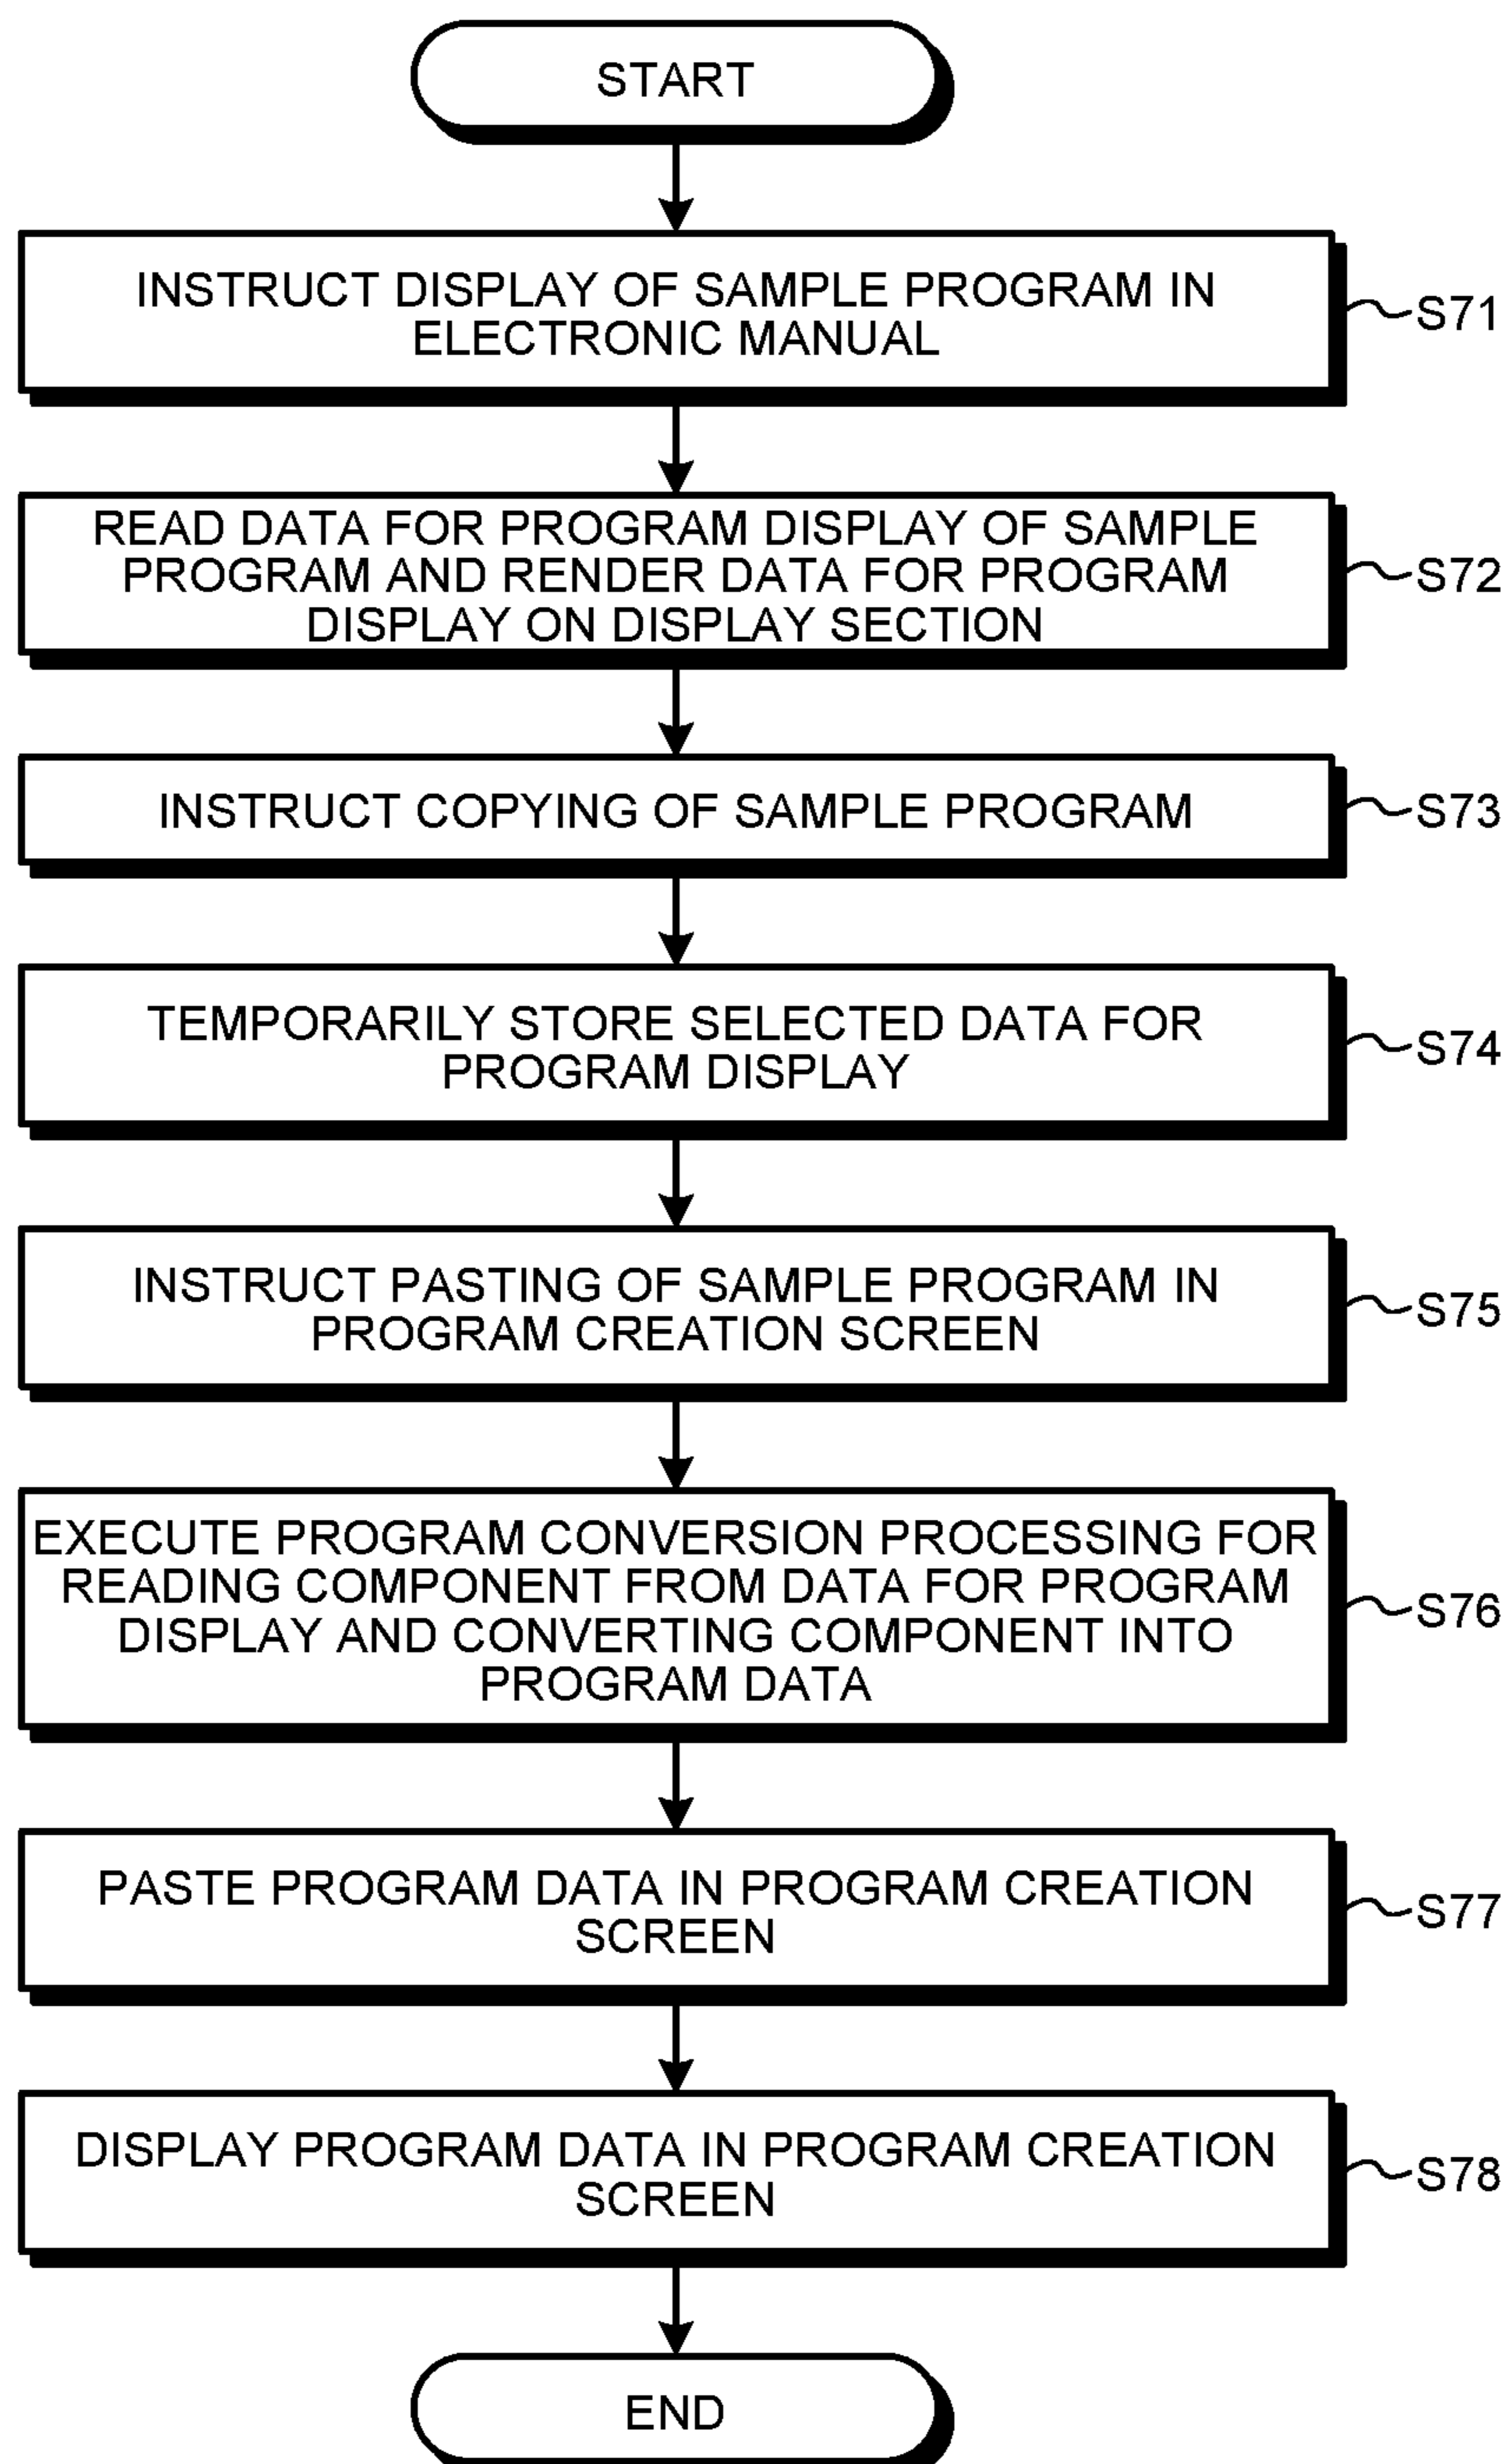 START
INSTRUCT DISPLAY OF SAMPLE PROGRAM IN
ELECTRONIC MANUAL
S71
READ DATA FOR PROGRAM DISPLAY OF SAMPLE
PROGRAM AND RENDER DATA FOR PROGRAM
DISPLAY ON DISPLAY SECTION
S72
INSTRUCT COPYING OF SAMPLE PROGRAM
S73
TEMPORARILY STORE SELECTED DATA FOR
PROGRAM DISPLAY
S74
INSTRUCT PASTING OF SAMPLE PROGRAM IN
PROGRAM CREATION SCREEN
S75
EXECUTE PROGRAM CONVERSION PROCESSING FOR
READING COMPONENT FROM DATA FOR PROGRAM
DISPLAY AND CONVERTING COMPONENT INTO
PROGRAM DATA
S76
PASTE PROGRAM DATA IN PROGRAM CREATION
SCREEN
S77
DISPLAY PROGRAM DATA IN PROGRAM CREATION
SCREEN
S78
END